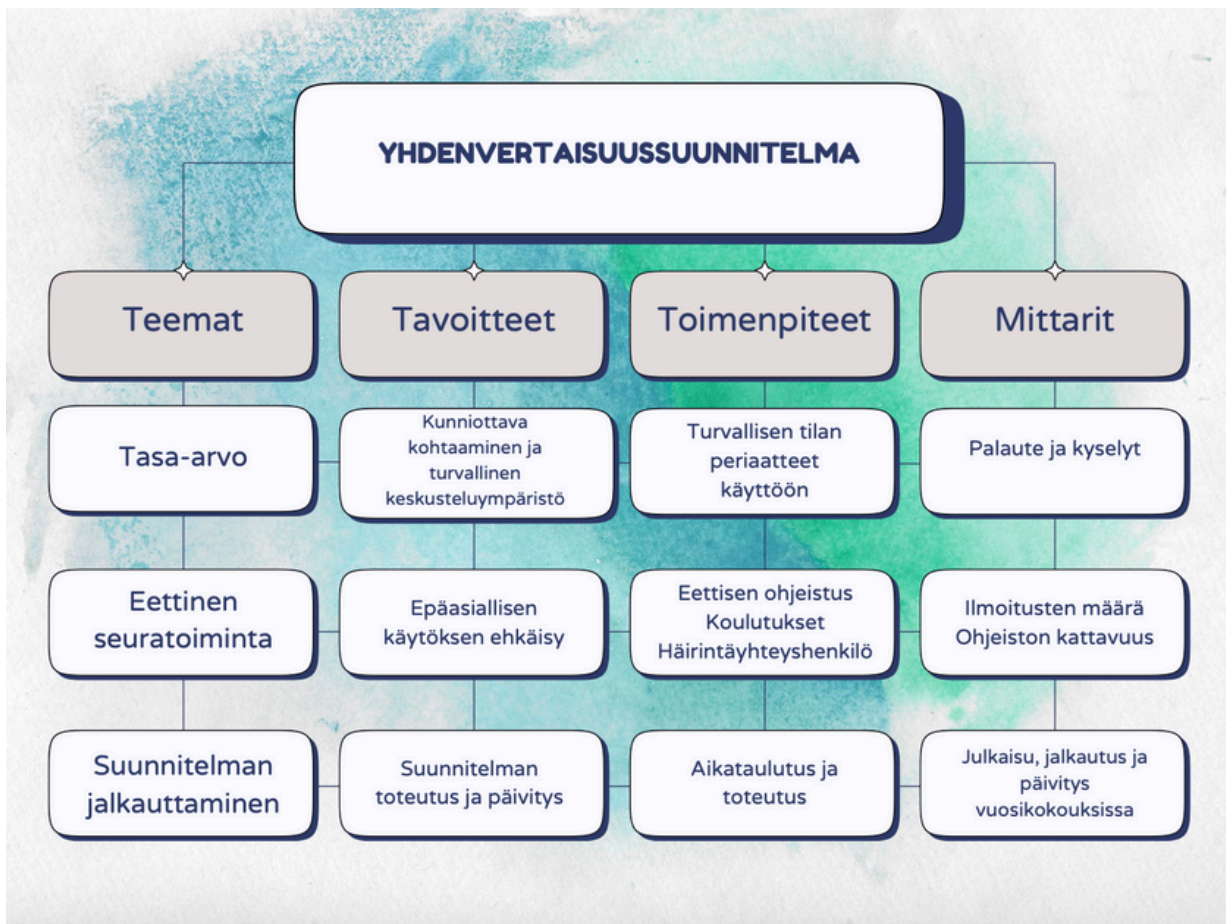 YHDENVERTAISUUSSUUNNITELMA
Teemat
Tavoitteet
Toimenpiteet
Mittarit
Tasa-arvo
Kunniottava
kohtaaminen ja
turvallinen
keskusteluympäristö
Turvallisen tilan
periaatteet
käyttöön
Palaute ja kyselyt
Eettinen
seuratoiminta
Epäasiallisen
käytöksen ehkäisy
Eettisen ohjeistus
Koulutukset
Häirintäyhteyshenkilö
Ilmoitusten määrä
Ohjeiston kattavuus
Suunnitelman
jalkauttaminen
Suunnitelman
toteutus ja päivitys
Aikataulutus ja
toteutus
Julkaisu, jalkautus ja
päivitys
vuosikokouksissa